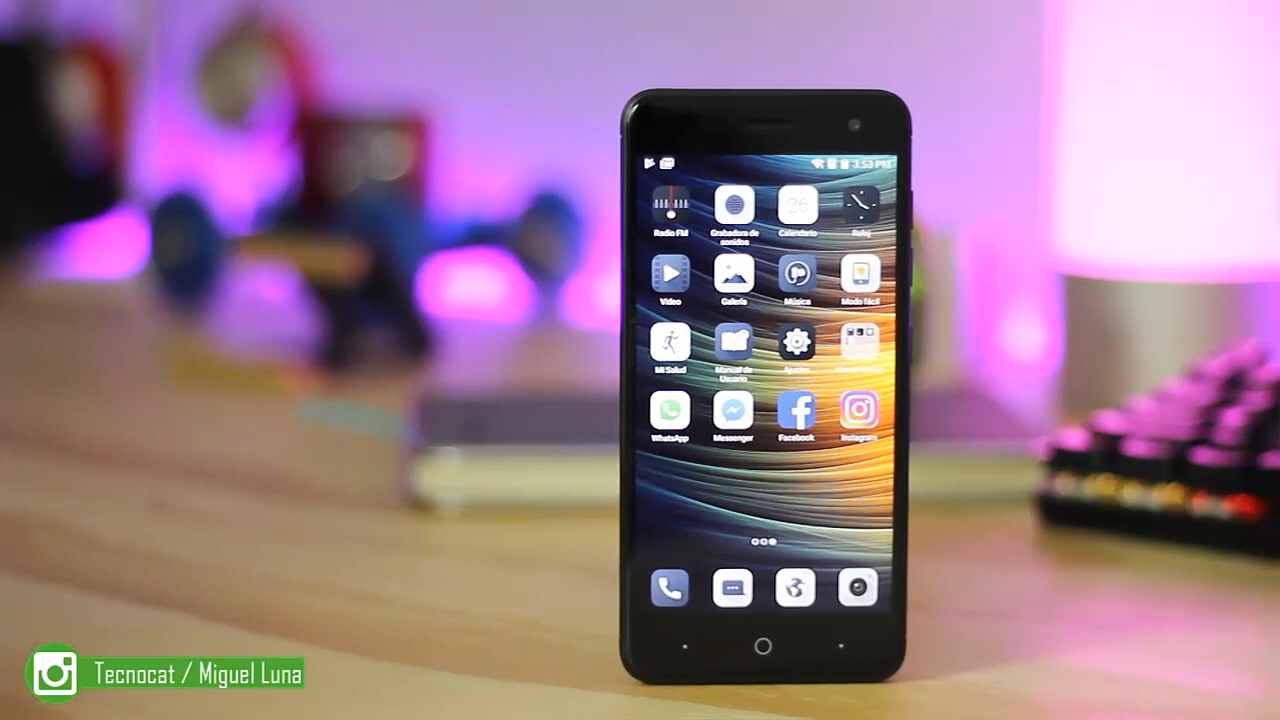 3:53 PM
Radio FM
Grabadora de
sonidos
26
Calendario
Reloj
Video
Galería
Música
Modo fácil
Mi Salud
Manual de
Usuario
Ajustes
WhatsApp
Messenger
Facebook
Instagram
Tecnocat / Miguel Luna